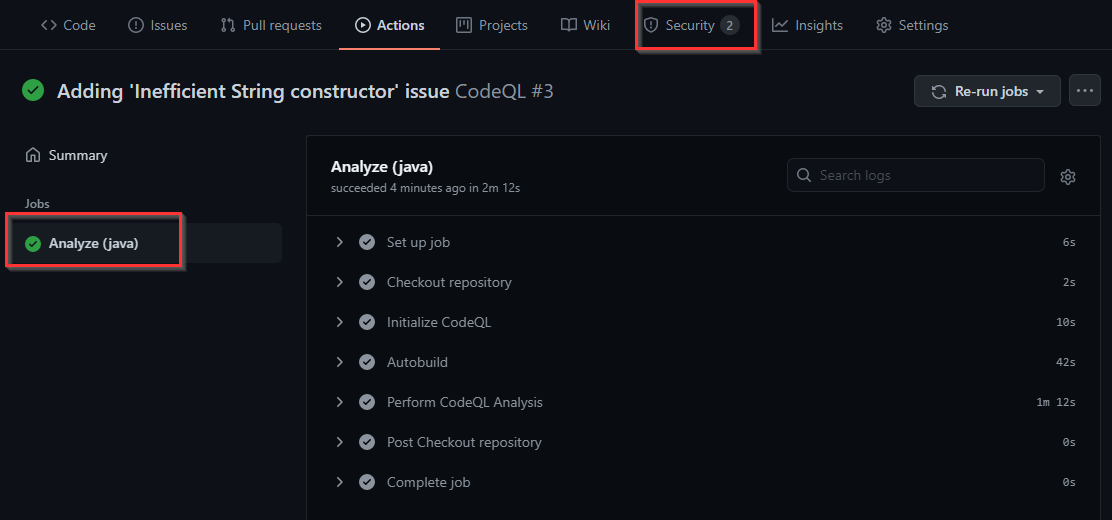 Code Issues Pull requests Actions Projects Wiki Security 2 Insights Settings
Adding 'Inefficient String constructor' issue CodeQL #3
Re-run jobs
Summary
Jobs
Analyze (java)
Analyze (java)
succeeded 4 minutes ago in 2m 12s
Search logs
Set up job 6s
Checkout repository 2s
Initialize CodeQL 10s
Autobuild 42s
Perform CodeQL Analysis 1m 12s
Post Checkout repository 0s
Complete job 0s